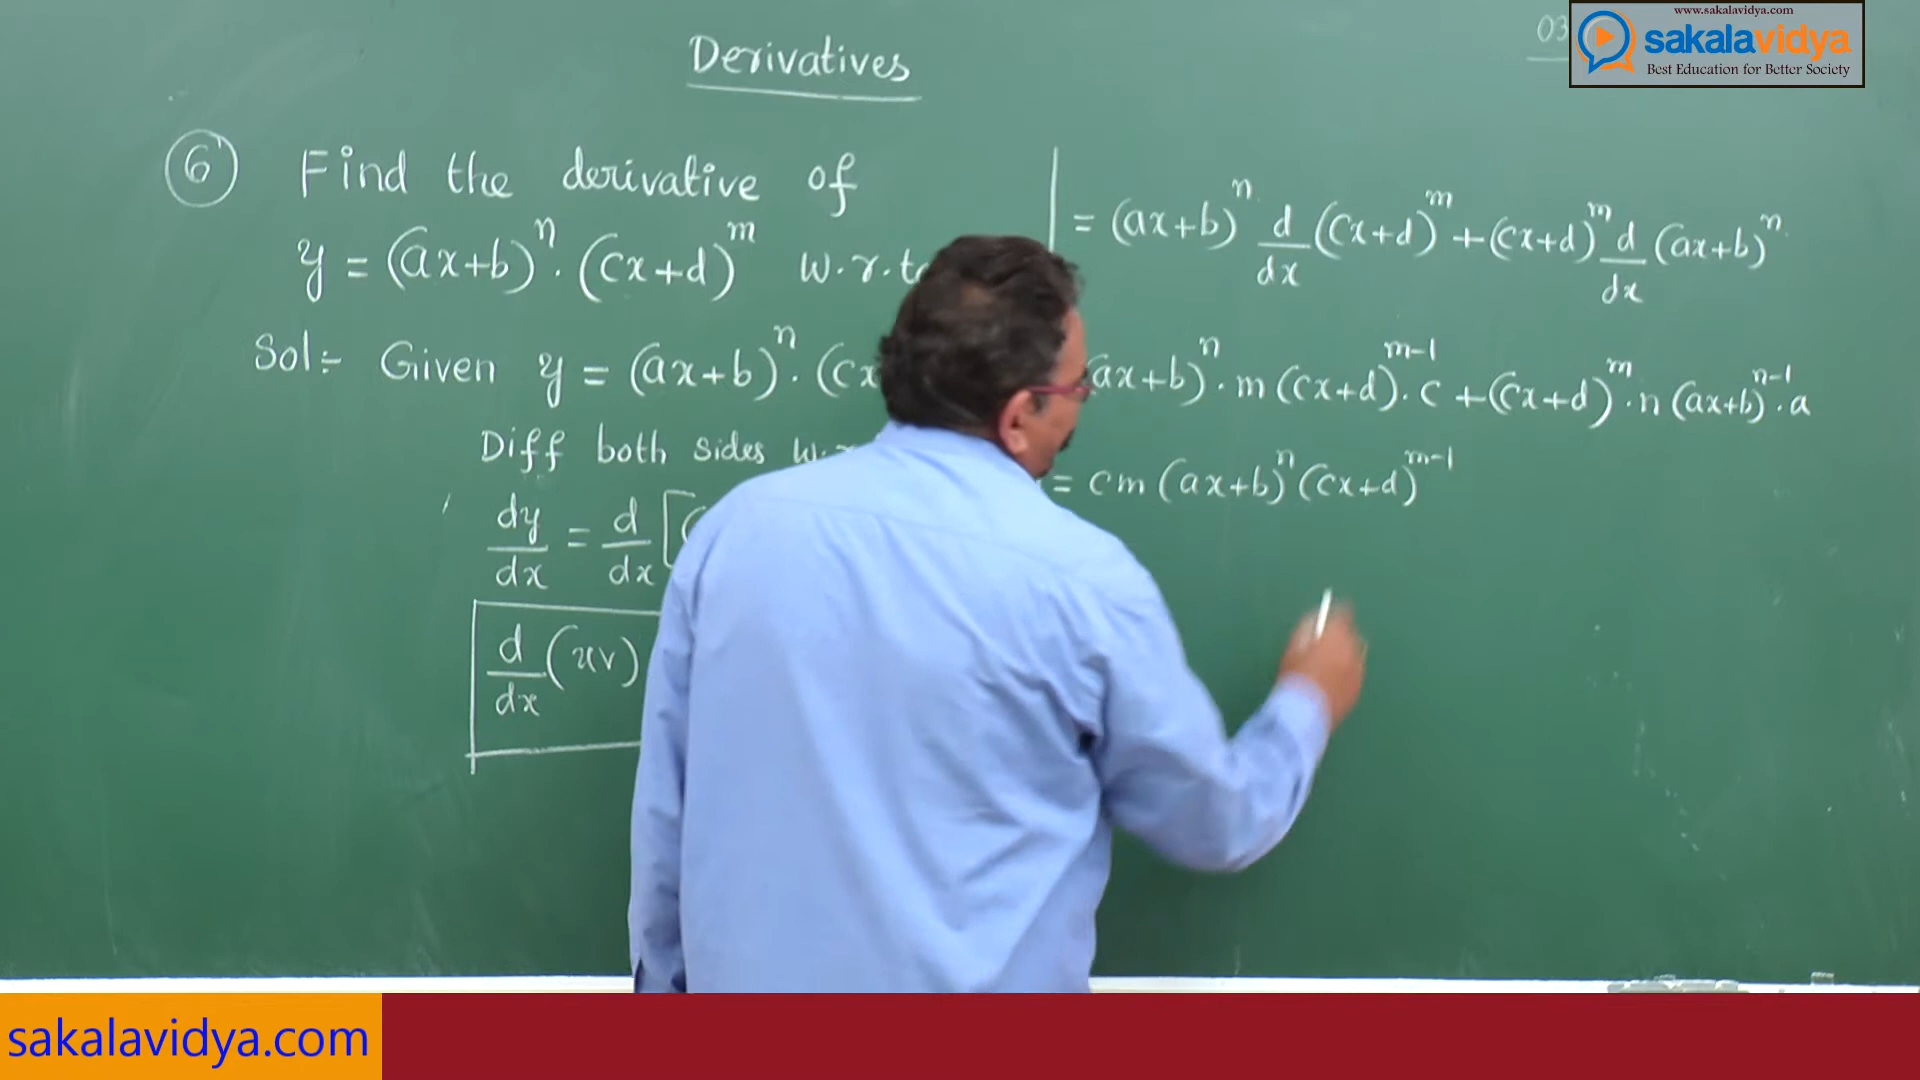 www.sakalavidya.com
sakalavidya
Best Education for Better Society
03
Derivatives
6 Find the derivative of
y = (ax+b)^n · (cx+d)^m w.r.to
Sol:- Given y = (ax+b)^n · (cx
Diff both sides w.r
dy/dx = d/dx [(
d/dx (uv)
= (ax+b)^n d/dx (cx+d)^m + (cx+d)^m d/dx (ax+b)^n
(ax+b)^n · m (cx+d)^m-1 · c + (cx+d)^m · n (ax+b)^n-1 · a
= cm (ax+b)^n (cx+d)^m-1
sakalavidya.com